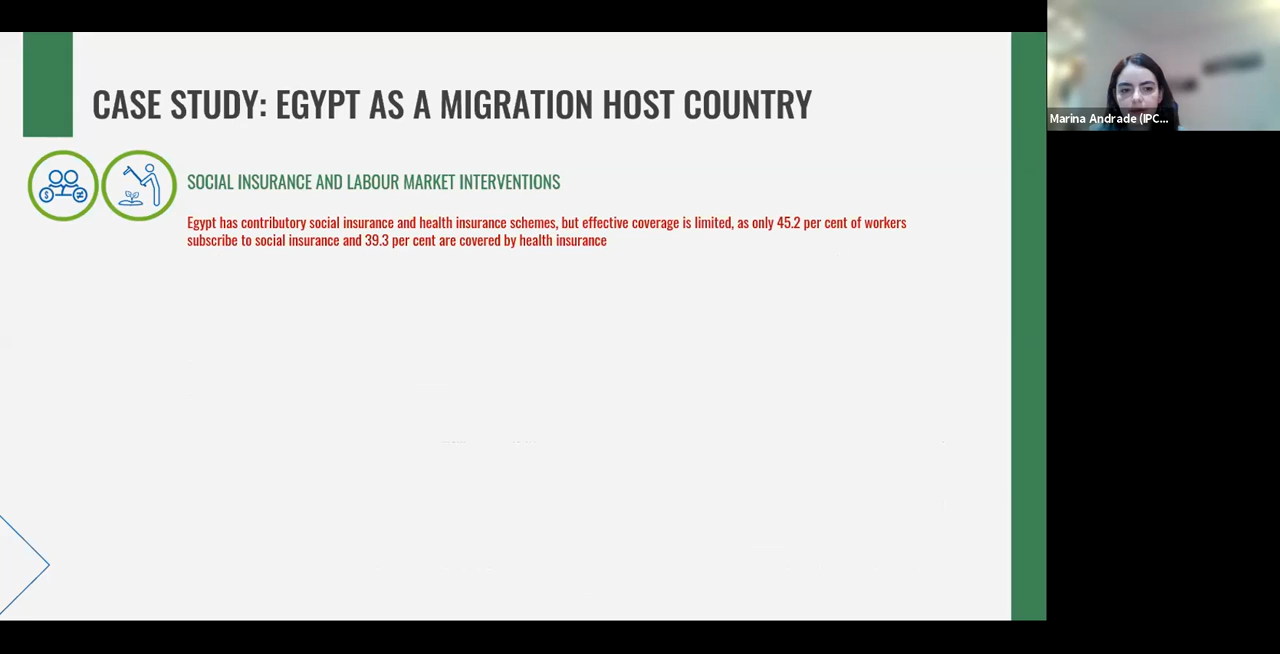 CASE STUDY: EGYPT AS A MIGRATION HOST COUNTRY
SOCIAL INSURANCE AND LABOUR MARKET INTERVENTIONS
Egypt has contributory social insurance and health insurance schemes, but effective coverage is limited, as only 45.2 per cent of workers
subscribe to social insurance and 39.3 per cent are covered by health insurance
Marina Andrade (IPC...
$
≠